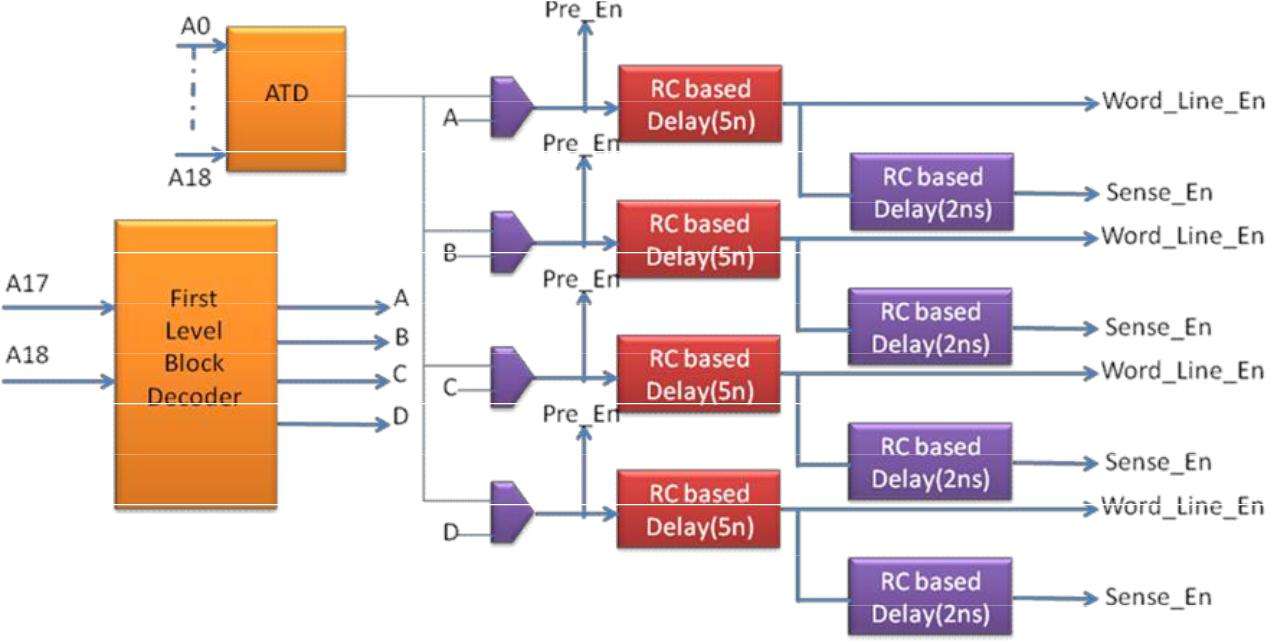 Pre_En
A0
ATD
A18
A
RC based
Delay(5n)
Word_Line_En
RC based
Delay(2ns)
Sense_En
Pre_En
B
RC based
Delay(5n)
Word_Line_En
RC based
Delay(2ns)
Sense_En
A17
A18
First
Level
Block
Decoder
A
B
C
D
Pre_En
C
RC based
Delay(5n)
Word_Line_En
RC based
Delay(2ns)
Sense_En
Pre_En
D
RC based
Delay(5n)
Word_Line_En
RC based
Delay(2ns)
Sense_En